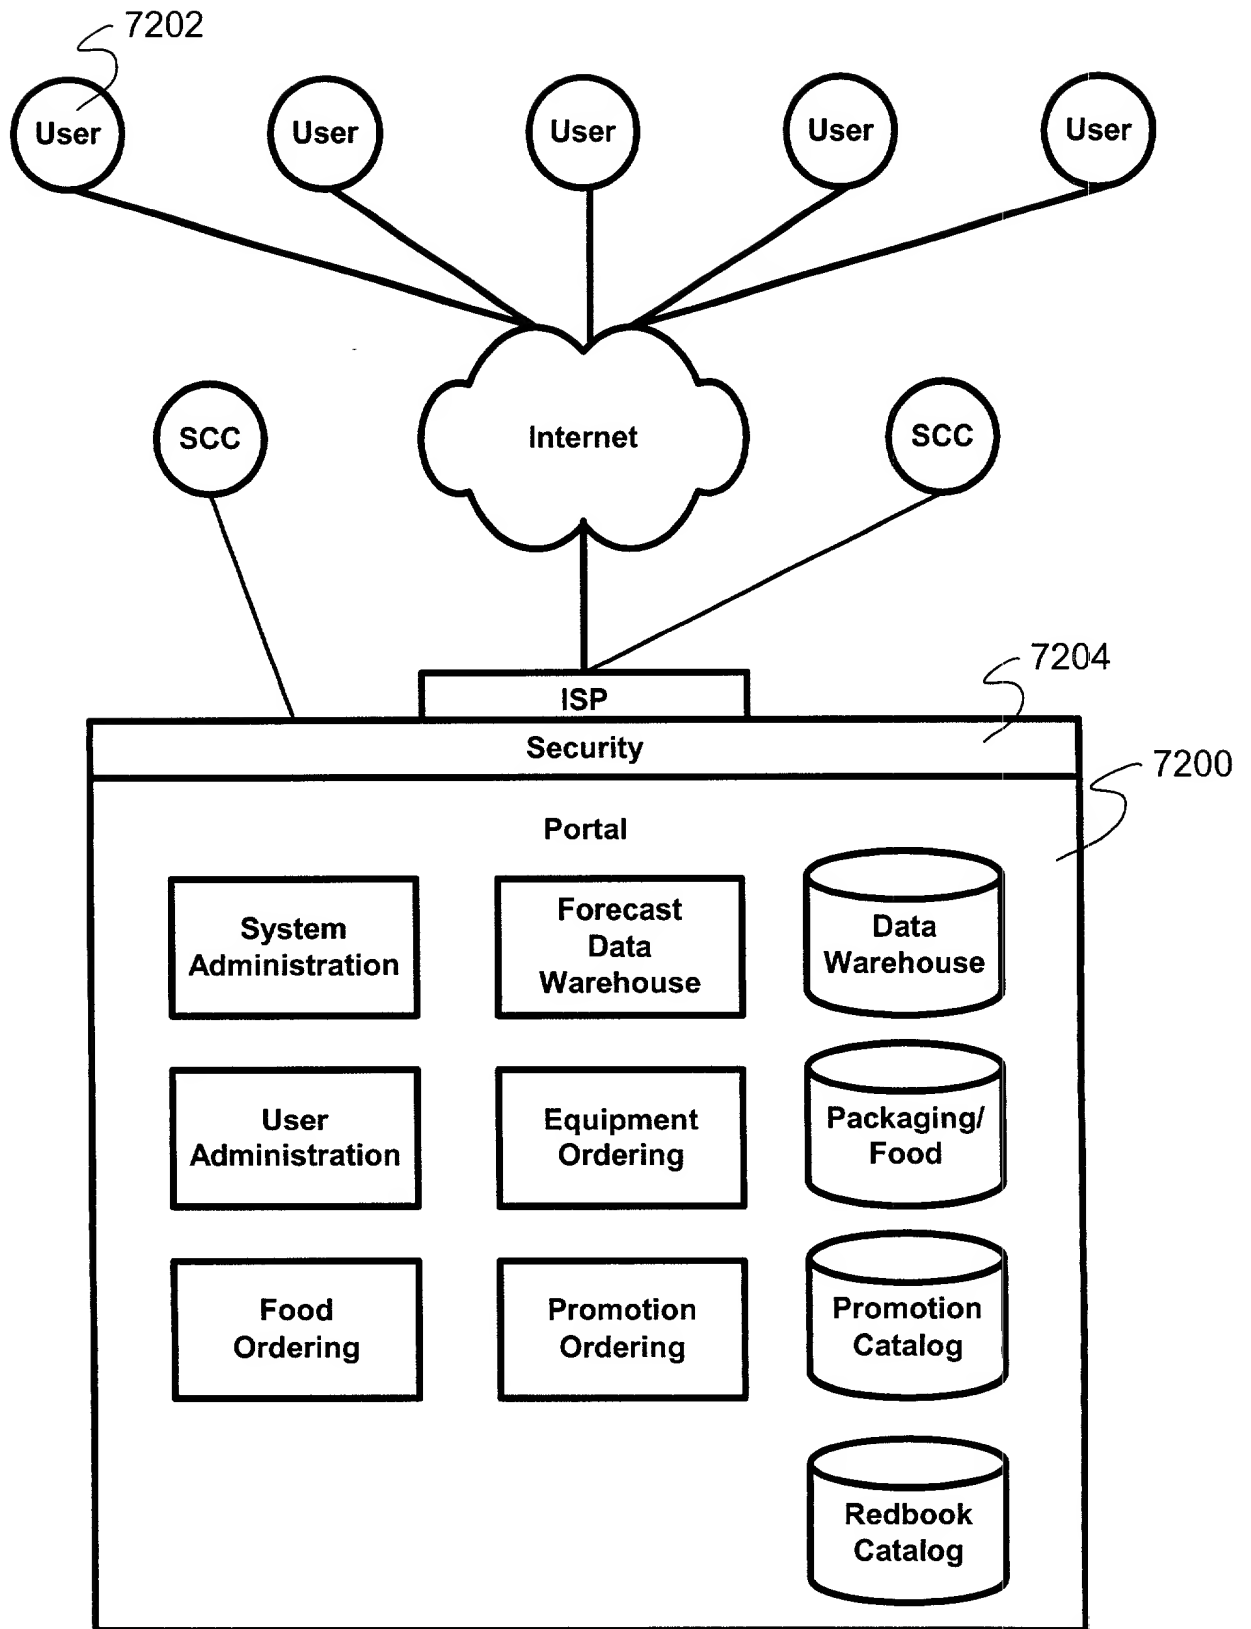 7202
User
User
User
User
User
SCC
Internet
SCC
7204
ISP
Security
7200
Portal
System
Administration
Forecast
Data
Warehouse
Data
Warehouse
User
Administration
Equipment
Ordering
Packaging/
Food
Food
Ordering
Promotion
Ordering
Promotion
Catalog
Redbook
Catalog